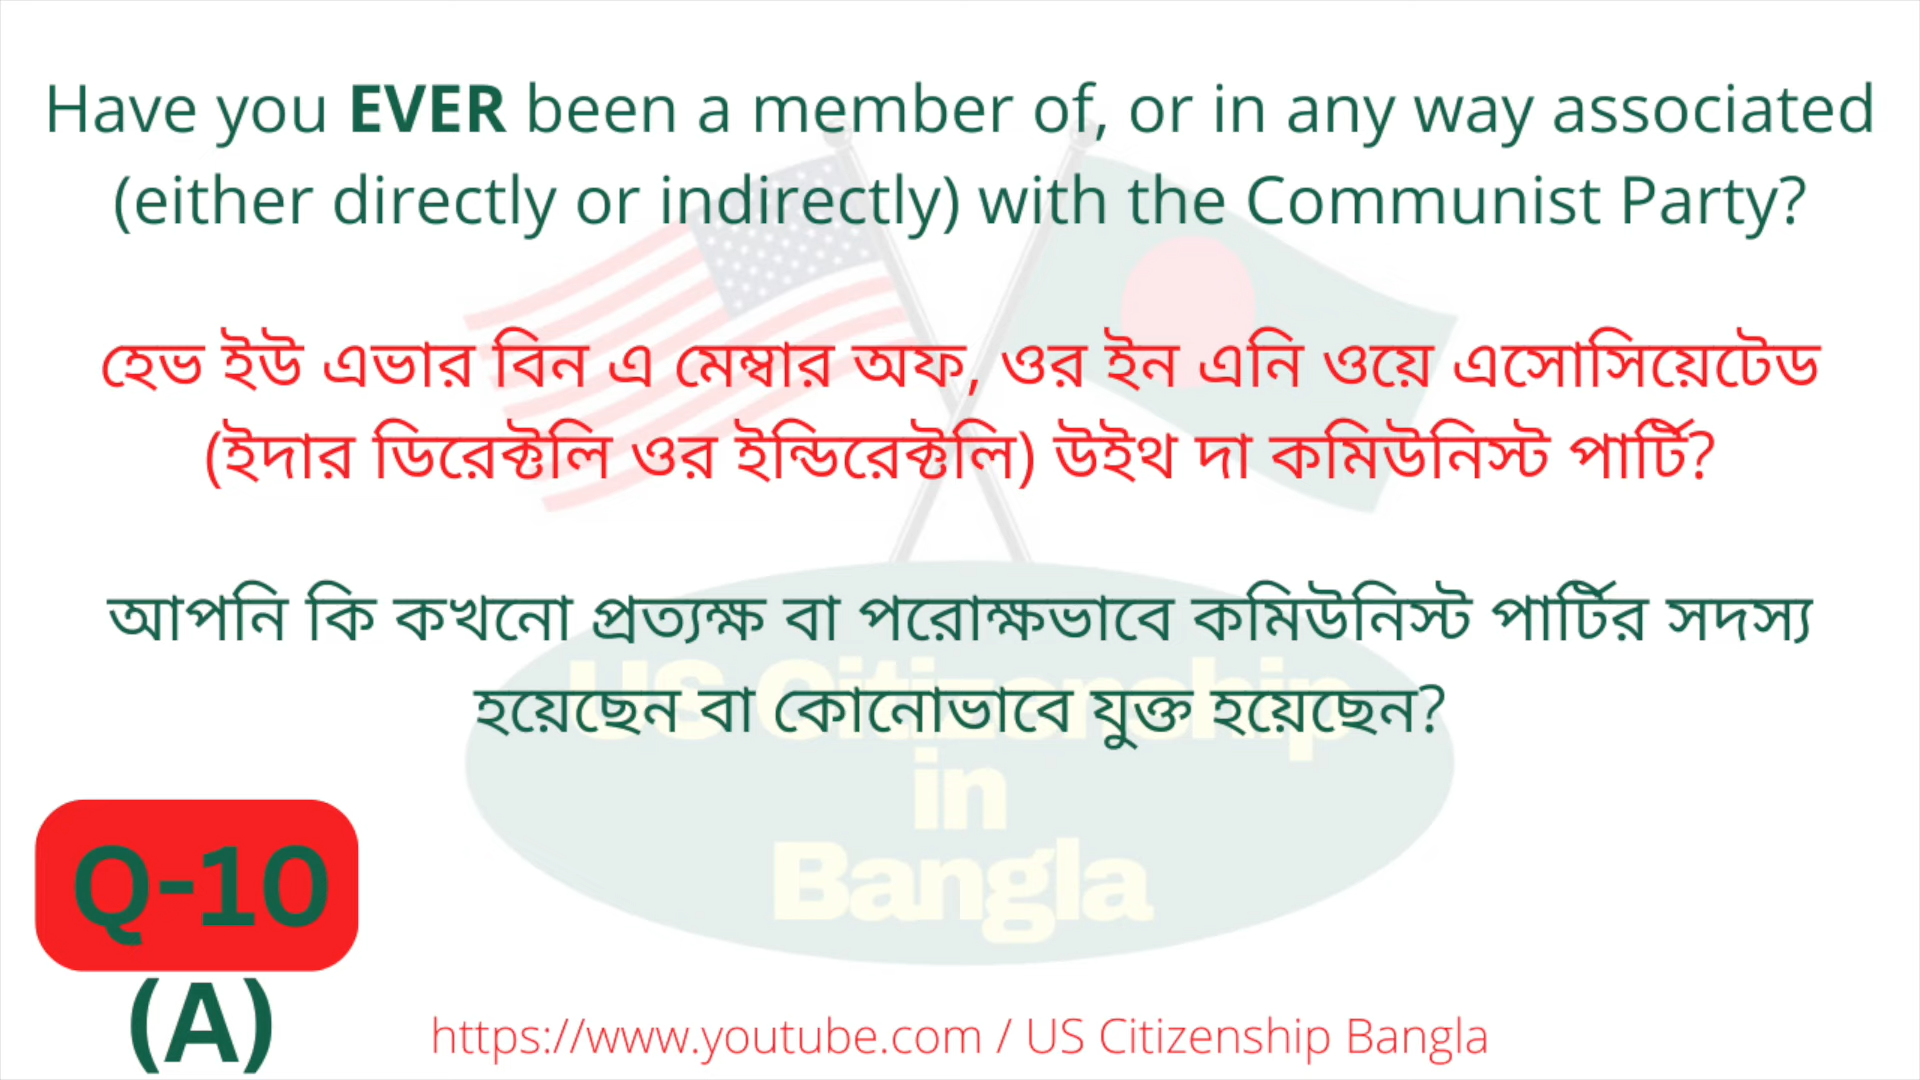 Have you EVER been a member of, or in any way associated
(either directly or indirectly) with the Communist Party?
হেভ ইউ এভার বিন এ মেম্বার অফ, ওর ইন এনি ওয়ে এসোসিয়েটেড
(ইদার ডিরেক্টলি ওর ইন্ডিরেক্টলি) উইথ দা কমিউনিস্ট পার্টি?
আপনি কি কখনো প্রত্যক্ষ বা পরোক্ষভাবে কমিউনিস্ট পার্টির সদস্য
হয়েছেন বা কোনোভাবে যুক্ত হয়েছেন?
US Citizenship
in
Bangla
Q-10
(A)
https://www.youtube.com / US Citizenship Bangla